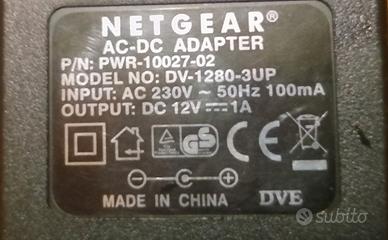 NETGEAR®
AC-DC ADAPTER
P/N: PWR-10027-02
MODEL NO: DV-1280-3UP
INPUT: AC 230V ~ 50Hz 100mA
OUTPUT: DC 12V ⎓ 1A
GS CE
MADE IN CHINA DVE
subito